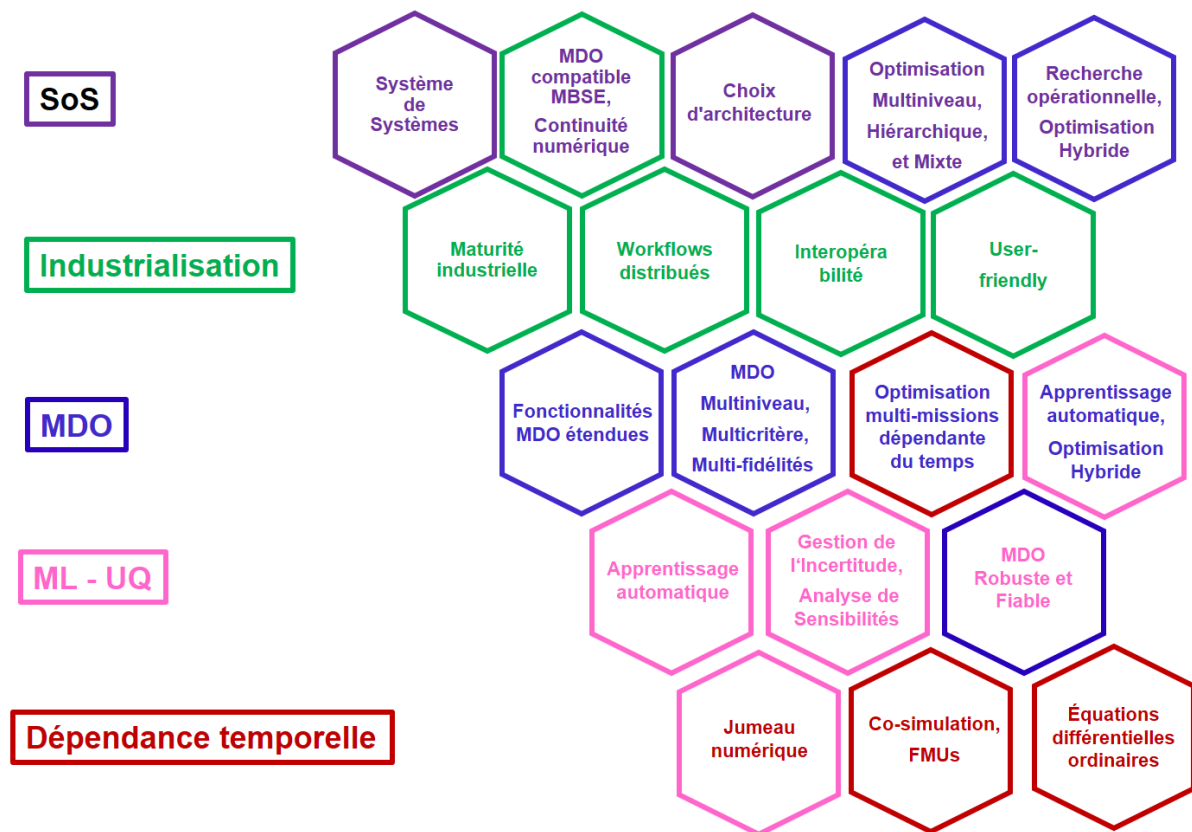 SoS
Système
de
Systèmes
MDO
compatible
MBSE,
Continuité
numérique
Choix
d'architecture
Optimisation
Multiniveau,
Hiérarchique,
et Mixte
Recherche
opérationnelle,
Optimisation
Hybride
Industrialisation
Maturité
industrielle
Workflows
distribués
Interopéra
bilité
User-
friendly
MDO
Fonctionnalités
MDO étendues
MDO
Multiniveau,
Multicritère,
Multi-fidélités
Optimisation
multi-missions
dépendante
du temps
Apprentissage
automatique,
Optimisation
Hybride
ML - UQ
Apprentissage
automatique
Gestion de
l'Incertitude,
Analyse de
Sensibilités
MDO
Robuste et
Fiable
Dépendance temporelle
Jumeau
numérique
Co-simulation,
FMUs
Équations
différentielles
ordinaires